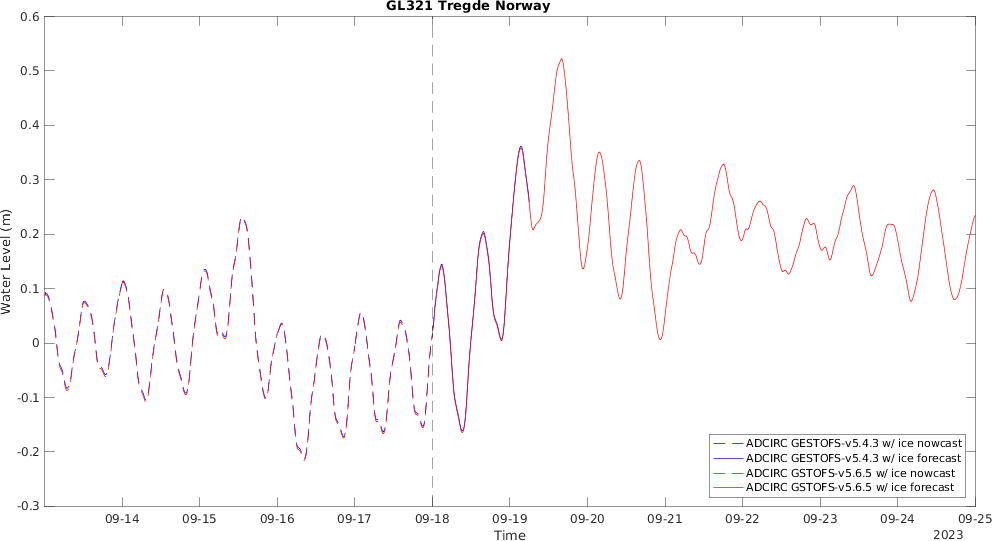 GL321 Tregde Norway
0.6
0.5
0.4
0.3
0.2
0.1
0
-0.1
-0.2
-0.3
Water Level (m)
ADCIRC GESTOFS-v5.4.3 w/ ice nowcast
ADCIRC GESTOFS-v5.4.3 w/ ice forecast
ADCIRC GSTOFS-v5.6.5 w/ ice nowcast
ADCIRC GSTOFS-v5.6.5 w/ ice forecast
09-14 09-15 09-16 09-17 09-18 09-19 09-20 09-21 09-22 09-23 09-24 09-25
Time
2023